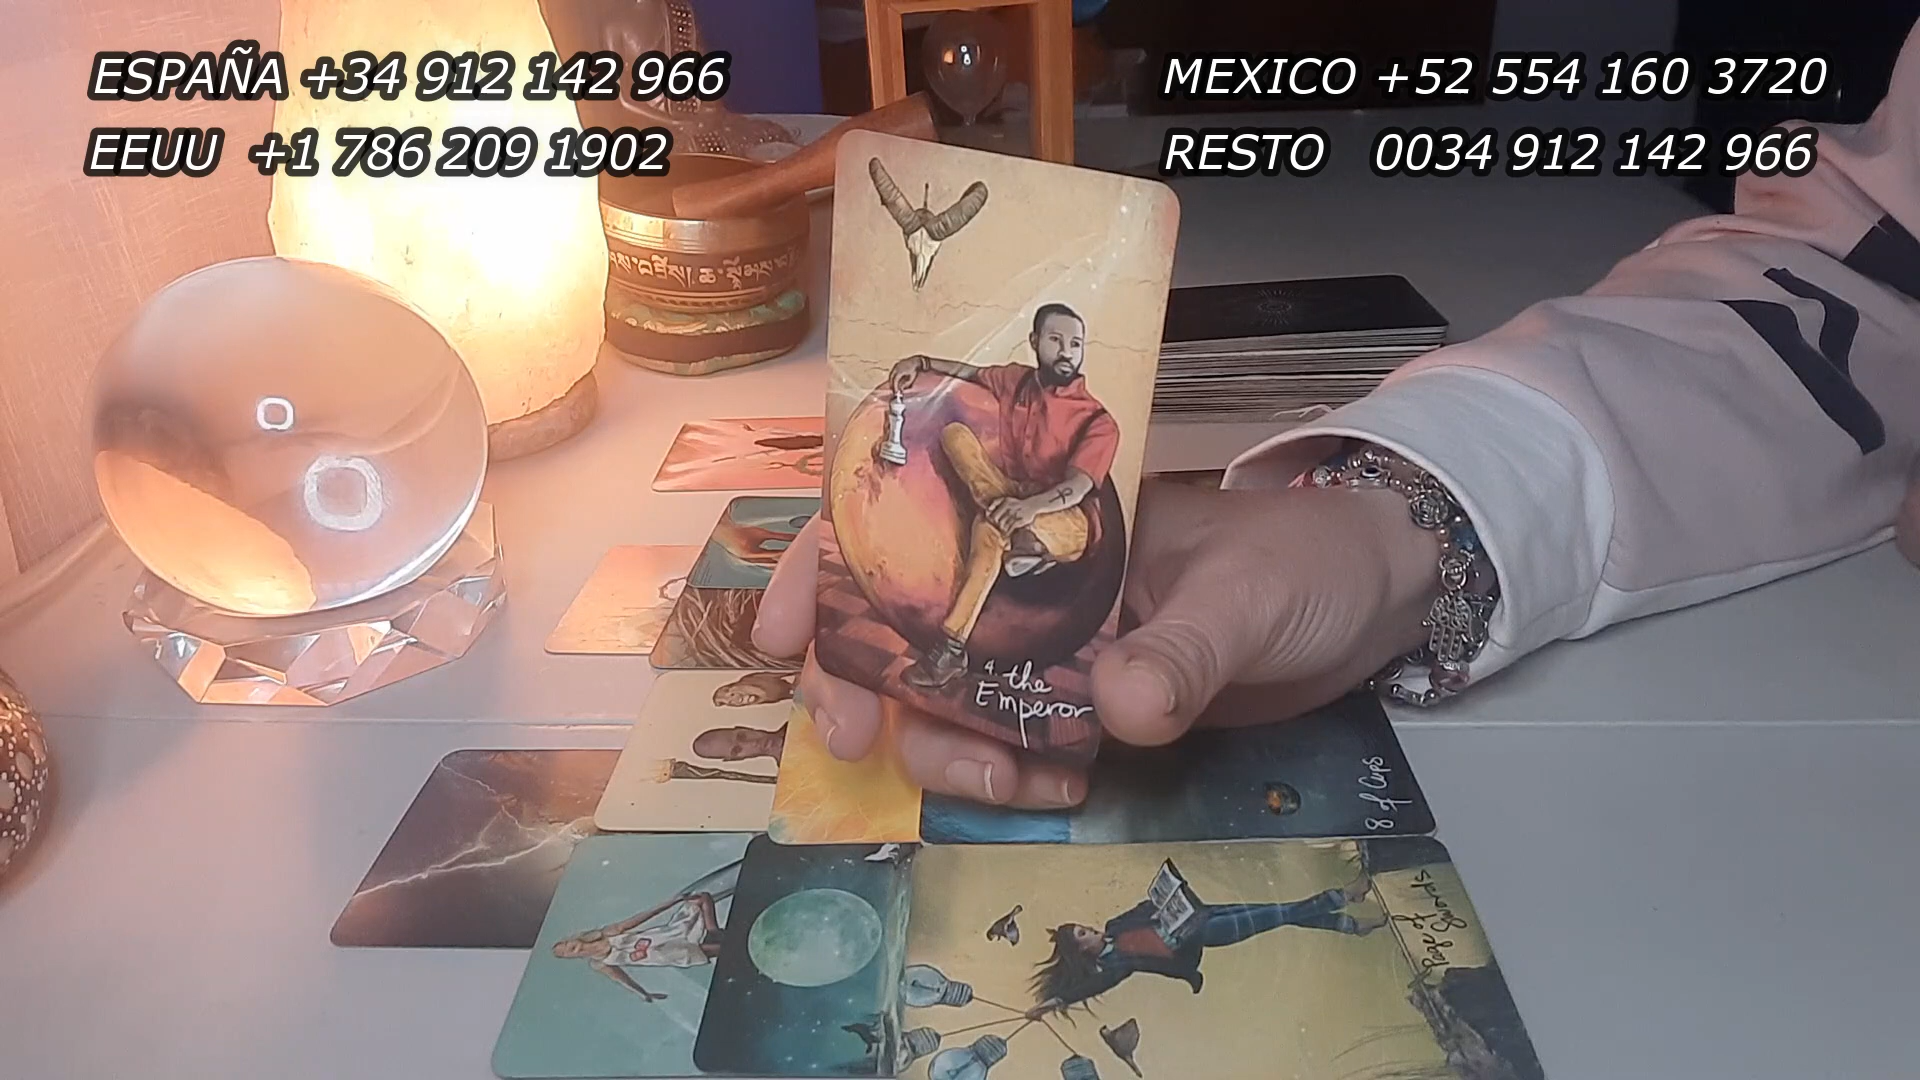 ESPAÑA +34 912 142 966
EEUU +1 786 209 1902
MEXICO +52 554 160 3720
RESTO 0034 912 142 966
4. the
Emperor
8 of Cups
Page of
Swords